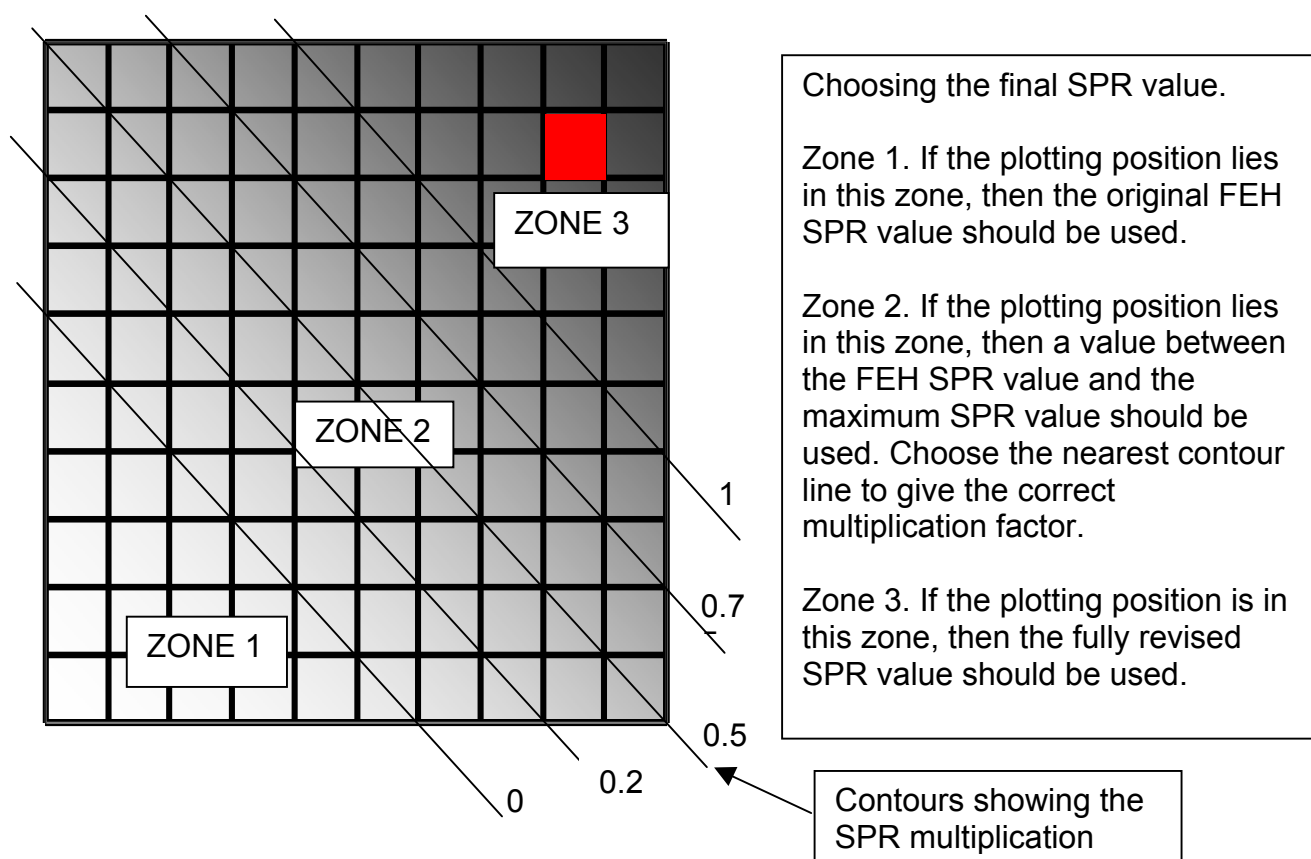 ZONE 3
ZONE 2
ZONE 1
1
0.7
0.5
0.2
0
Choosing the final SPR value.
Zone 1. If the plotting position lies
in this zone, then the original FEH
SPR value should be used.
Zone 2. If the plotting position lies
in this zone, then a value between
the FEH SPR value and the
maximum SPR value should be
used. Choose the nearest contour
line to give the correct
multiplication factor.
Zone 3. If the plotting position is in
this zone, then the fully revised
SPR value should be used.
Contours showing the
SPR multiplication